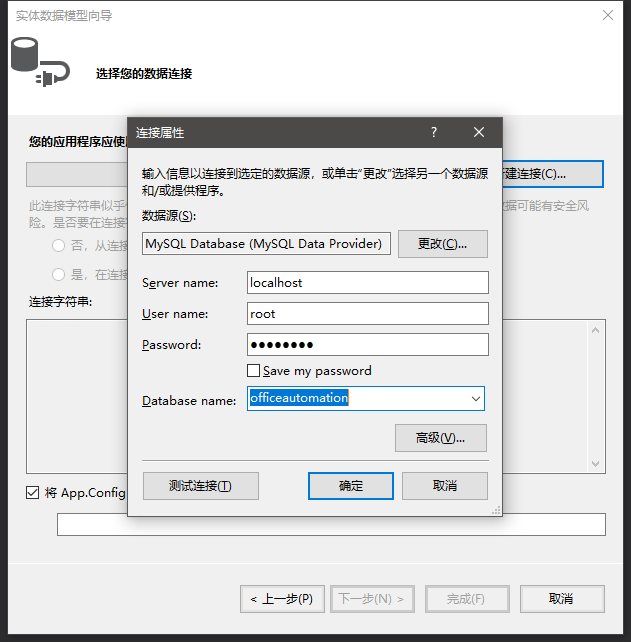 实体数据模型向导
选择您的数据连接
您的应用程序应使
连接属性
?
输入信息以连接到选定的数据源，或单击“更改”选择另一个数据源
和/或提供程序。
建连接(C)...
数据源(S):
此连接字符串似乎
据可能有安全风
MySQL Database (MySQL Data Provider)
更改(C)...
险。是否要在连接
否，从连接
是，在连接
Server name:
localhost
User name:
root
连接字符串:
Password:
●●●●●●●●
Save my password
Database name:
officeautomation
高级(V)...
测试连接(T)
确定
取消
将 App.Config
< 上一步(P)
下一步(N) >
完成(F)
取消